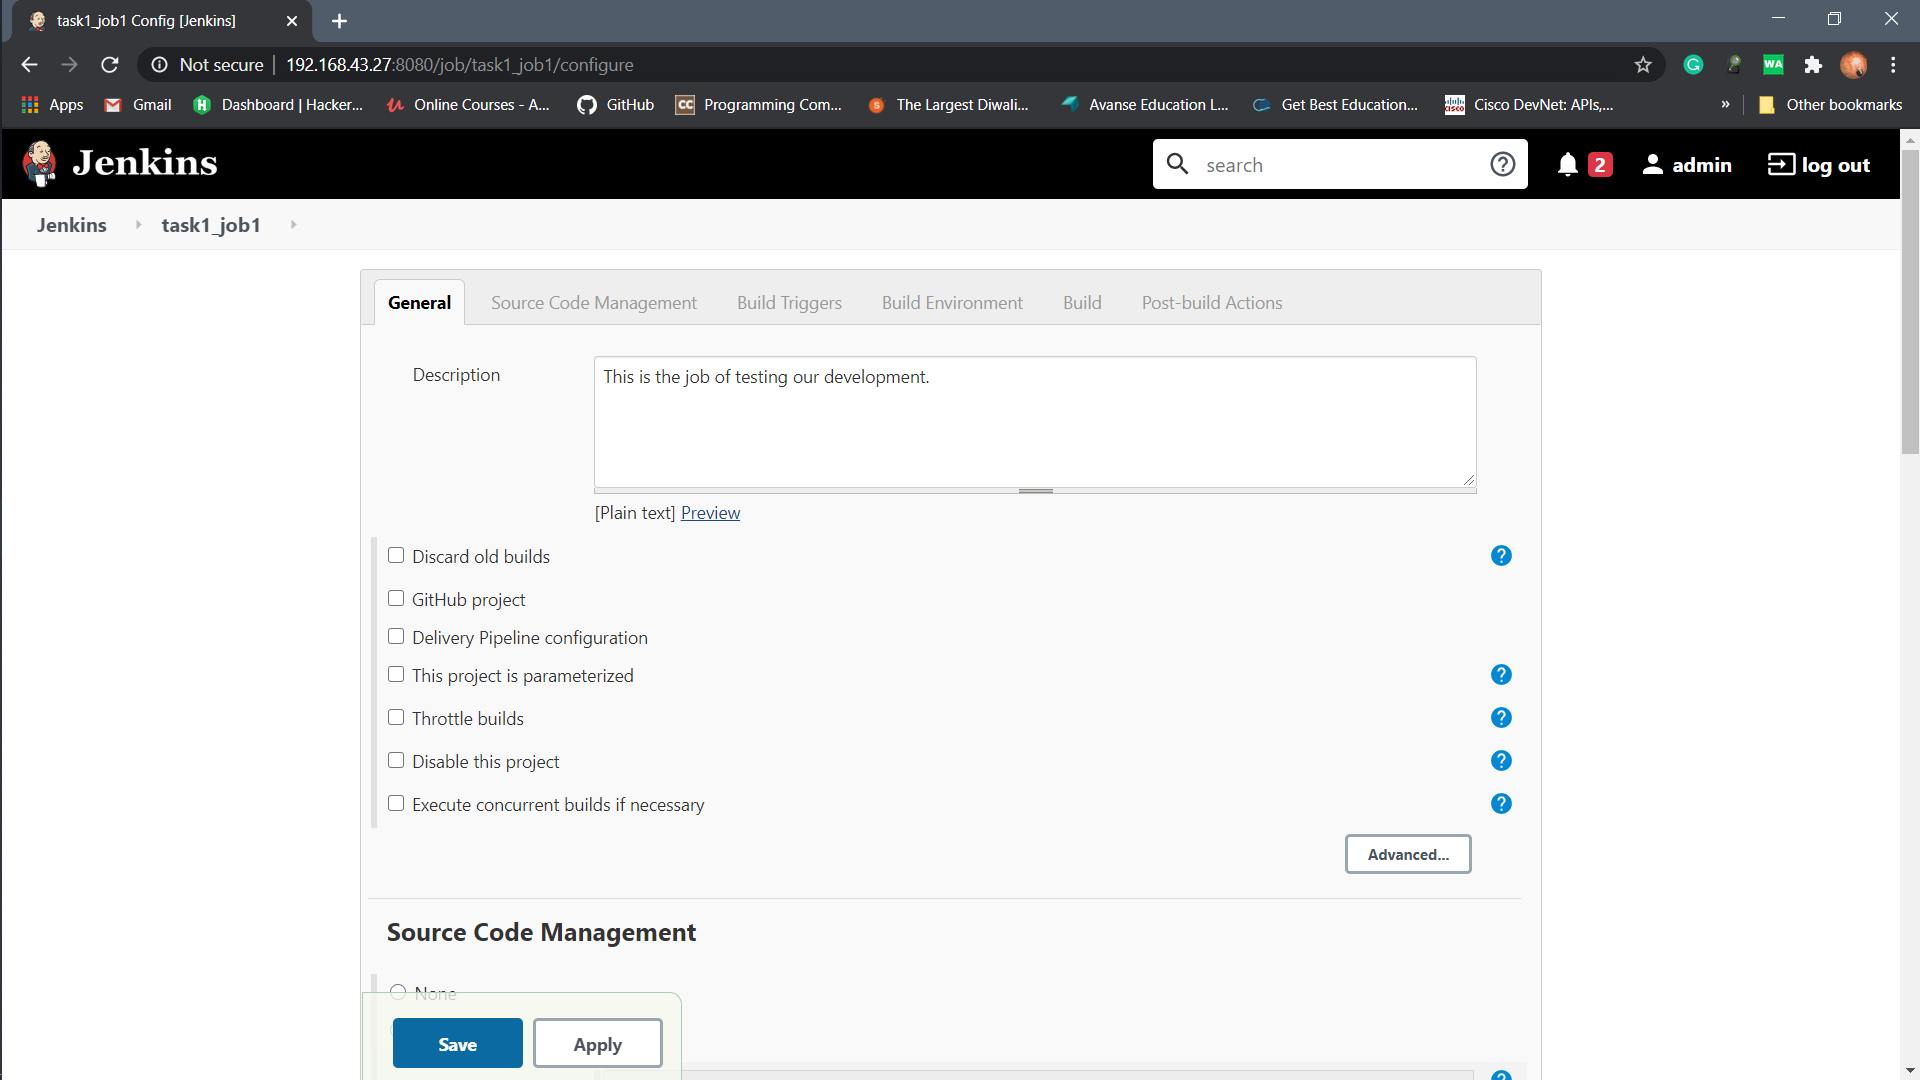 task1_job1 Config [Jenkins]
Not secure 192.168.43.27:8080/job/task1_job1/configure
WA
Apps Gmail Dashboard | Hacker... Online Courses - A... GitHub CC Programming Com... The Largest Diwali... Avanse Education L... Get Best Education... Cisco DevNet: APIs,... » Other bookmarks
Jenkins search 2 admin log out
Jenkins task1_job1
General Source Code Management Build Triggers Build Environment Build Post-build Actions
Description This is the job of testing our development.
[Plain text] Preview
Discard old builds
GitHub project
Delivery Pipeline configuration
This project is parameterized
Throttle builds
Disable this project
Execute concurrent builds if necessary
Advanced...
Source Code Management
None
Save Apply